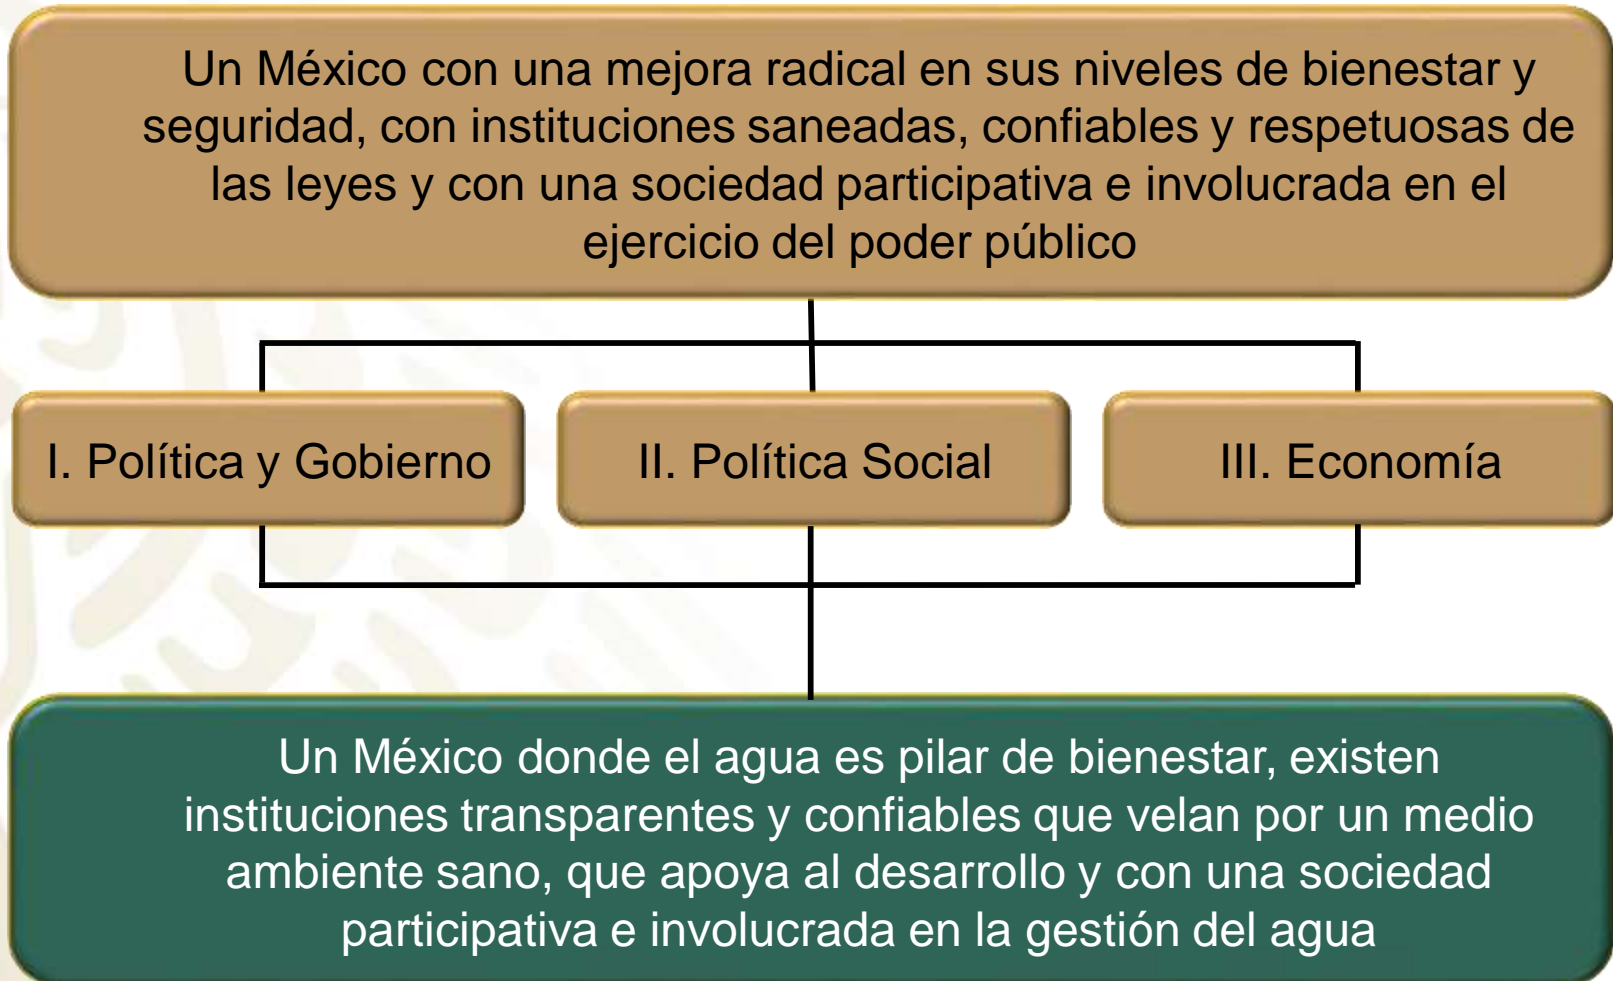 Un México con una mejora radical en sus niveles de bienestar y
seguridad, con instituciones saneadas, confiables y respetuosas de
las leyes y con una sociedad participativa e involucrada en el
ejercicio del poder público
I. Política y Gobierno
II. Política Social
III. Economía
Un México donde el agua es pilar de bienestar, existen
instituciones transparentes y confiables que velan por un medio
ambiente sano, que apoya al desarrollo y con una sociedad
participativa e involucrada en la gestión del agua